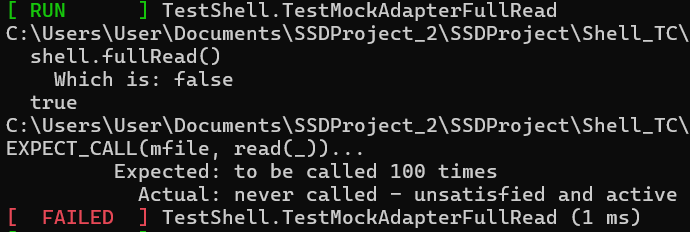 [ RUN      ] TestShell.TestMockAdapterFullRead
C:\Users\User\Documents\SSDProject_2\SSDProject\Shell_TC\
  shell.fullRead()
    Which is: false
  true
C:\Users\User\Documents\SSDProject_2\SSDProject\Shell_TC\
EXPECT_CALL(mfile, read(_))...
         Expected: to be called 100 times
           Actual: never called - unsatisfied and active
[  FAILED  ] TestShell.TestMockAdapterFullRead (1 ms)